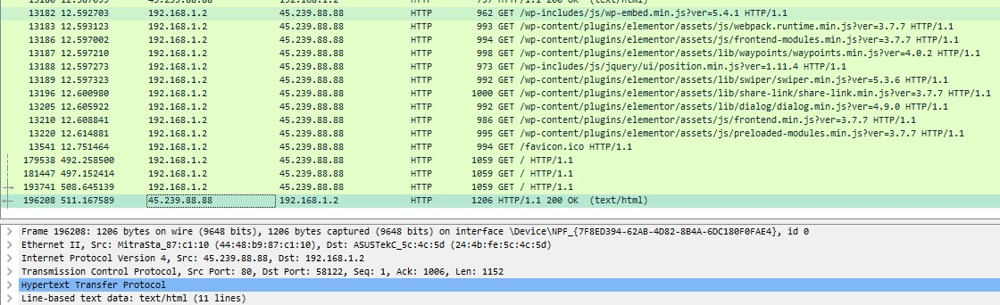 13182 12.592703 192.168.1.2 45.239.88.88 HTTP 962 GET /wp-includes/js/wp-embed.min.js?ver=5.4.1 HTTP/1.1
13183 12.593123 192.168.1.2 45.239.88.88 HTTP 993 GET /wp-content/plugins/elementor/assets/js/webpack.runtime.min.js?ver=3.7.7 HTTP/1.1
13186 12.597002 192.168.1.2 45.239.88.88 HTTP 994 GET /wp-content/plugins/elementor/assets/js/frontend-modules.min.js?ver=3.7.7 HTTP/1.1
13187 12.597210 192.168.1.2 45.239.88.88 HTTP 998 GET /wp-content/plugins/elementor/assets/lib/waypoints/waypoints.min.js?ver=4.0.2 HTTP/1.1
13188 12.597273 192.168.1.2 45.239.88.88 HTTP 973 GET /wp-includes/js/jquery/ui/position.min.js?ver=1.11.4 HTTP/1.1
13189 12.597323 192.168.1.2 45.239.88.88 HTTP 992 GET /wp-content/plugins/elementor/assets/lib/swiper/swiper.min.js?ver=5.3.6 HTTP/1.1
13196 12.600980 192.168.1.2 45.239.88.88 HTTP 1000 GET /wp-content/plugins/elementor/assets/lib/share-link/share-link.min.js?ver=3.7.7 HTTP/1.1
13205 12.605922 192.168.1.2 45.239.88.88 HTTP 992 GET /wp-content/plugins/elementor/assets/lib/dialog/dialog.min.js?ver=4.9.0 HTTP/1.1
13210 12.608841 192.168.1.2 45.239.88.88 HTTP 986 GET /wp-content/plugins/elementor/assets/js/frontend.min.js?ver=3.7.7 HTTP/1.1
13220 12.614881 192.168.1.2 45.239.88.88 HTTP 995 GET /wp-content/plugins/elementor/assets/js/preloaded-modules.min.js?ver=3.7.7 HTTP/1.1
13541 12.751464 192.168.1.2 45.239.88.88 HTTP 994 GET /favicon.ico HTTP/1.1
179538 492.258500 192.168.1.2 45.239.88.88 HTTP 1059 GET / HTTP/1.1
181447 497.152414 192.168.1.2 45.239.88.88 HTTP 1059 GET / HTTP/1.1
193741 508.645139 192.168.1.2 45.239.88.88 HTTP 1059 GET / HTTP/1.1
196208 511.167589 45.239.88.88 192.168.1.2 HTTP 1206 HTTP/1.1 200 OK (text/html)
Frame 196208: 1206 bytes on wire (9648 bits), 1206 bytes captured (9648 bits) on interface \Device\NPF_{7F8ED394-62AB-4D82-8B4A-6DC180F0FAE4}, id 0
Ethernet II, Src: MitraSta_87:c1:10 (44:48:b9:87:c1:10), Dst: ASUSTekC_5c:4c:5d (24:4b:fe:5c:4c:5d)
Internet Protocol Version 4, Src: 45.239.88.88, Dst: 192.168.1.2
Transmission Control Protocol, Src Port: 80, Dst Port: 58122, Seq: 1, Ack: 1006, Len: 1152
Hypertext Transfer Protocol
Line-based text data: text/html (11 lines)